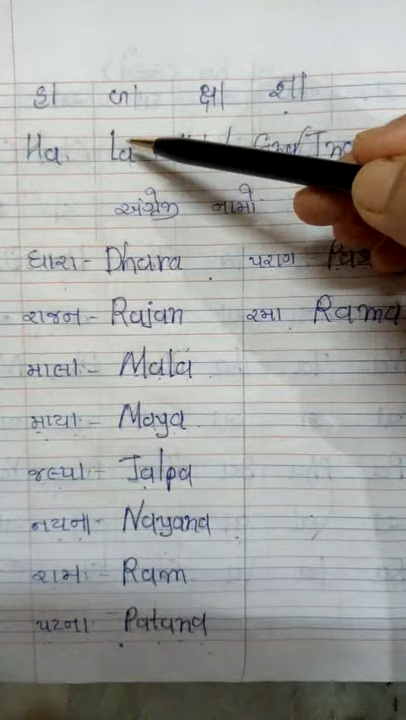 હા ળા ક્ષા જ્ઞા
Ha La
અંગ્રેજી નામો
ધારા - Dhara
પરાગ
રાજન - Rajan
રમા Rama
માલા - Mala
માયા - Maya
જલ્પા - Jalpa
નયના - Nayana
રામ - Ram
પટના Patana